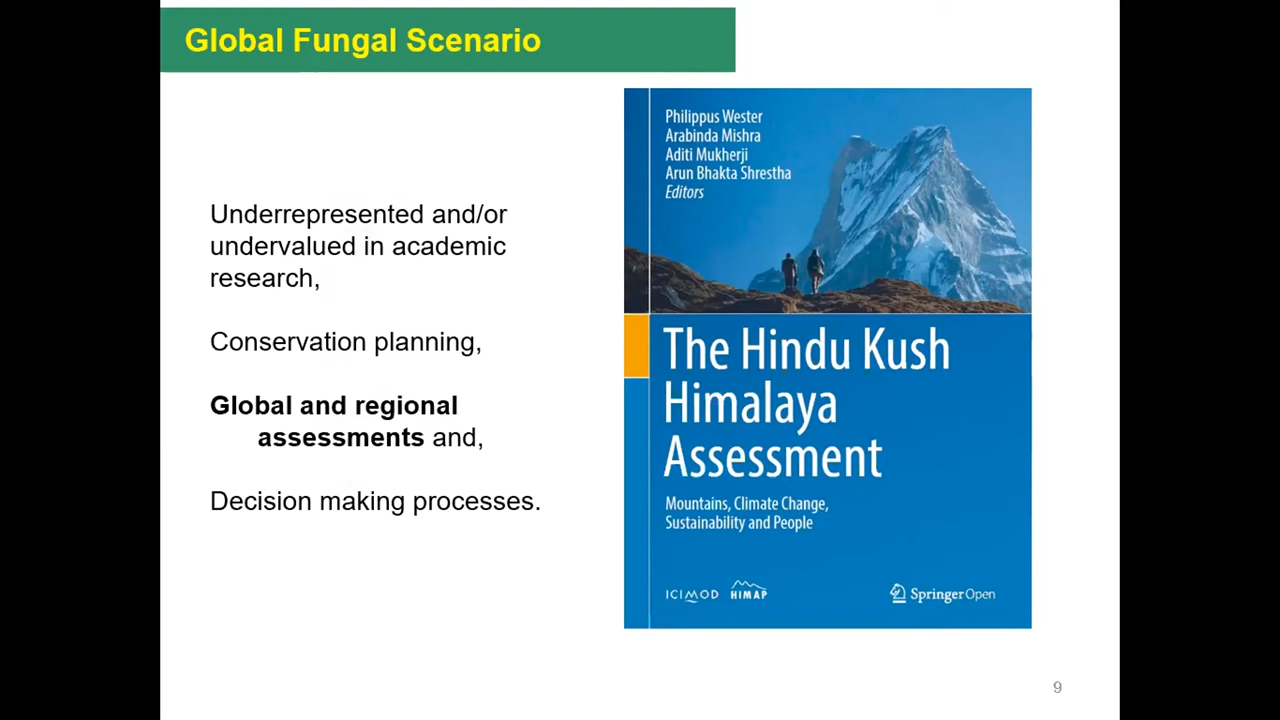 Global Fungal Scenario
Underrepresented and/or
undervalued in academic
research,
Conservation planning,
Global and regional
assessments and,
Decision making processes.
Philippus Wester
Arabinda Mishra
Aditi Mukherji
Arun Bhakta Shrestha
Editors
The Hindu Kush
Himalaya
Assessment
Mountains, Climate Change,
Sustainability and People
ICIMOD HIMAP
Springer Open
9